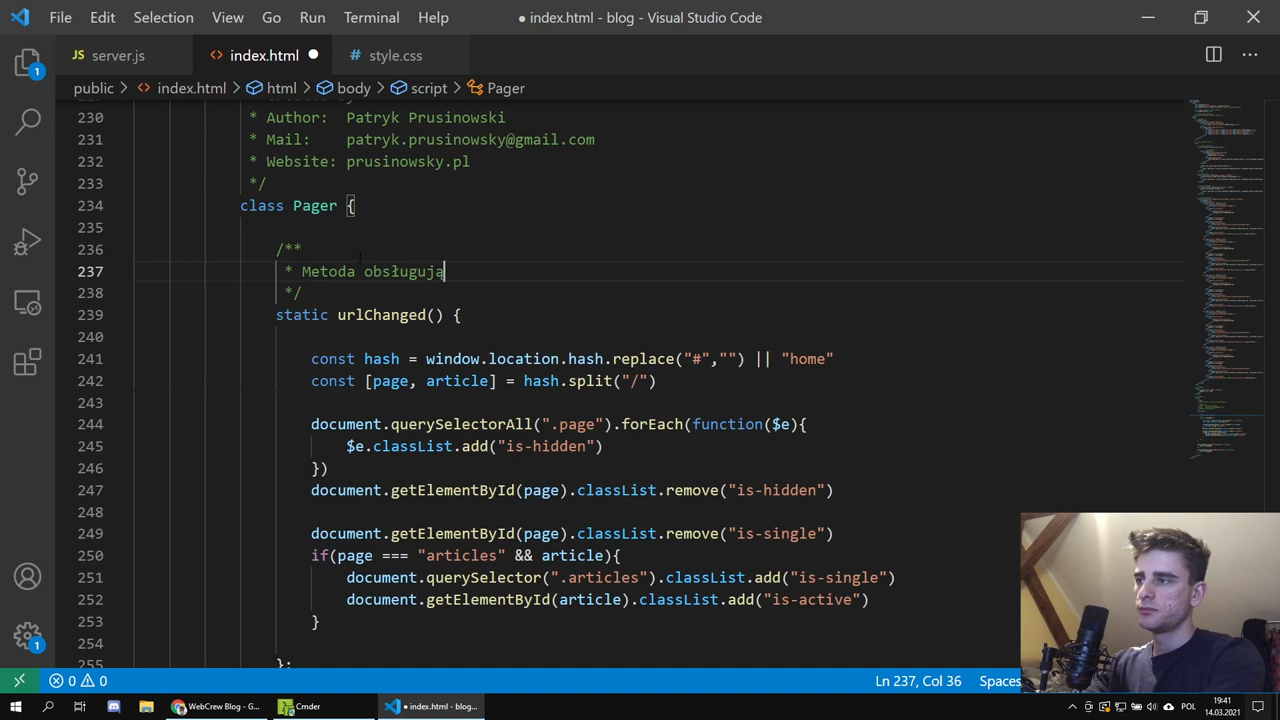 File Edit Selection View Go Run Terminal Help ● index.html - blog - Visual Studio Code
JS server.js <> index.html ● # style.css
public > <> index.html > html > body > script > Pager
230 * Author: Patryk Prusinowski
231 * Mail: patryk.prusinowsky@gmail.com
232 * Website: prusinowsky.pl
233 */
234 class Pager {
235
236 /**
237 * Metoda obsługują
238 */
239 static urlChanged() {
240
241 const hash = window.location.hash.replace("#","") || "home"
242 const [page, article] = hash.split("/")
243
244 document.querySelectorAll(".page").forEach(function($e){
245 $e.classList.add("is-hidden")
246 })
247 document.getElementById(page).classList.remove("is-hidden")
248
249 document.getElementById(page).classList.remove("is-single")
250 if(page === "articles" && article){
251 document.querySelector(".articles").classList.add("is-single")
252 document.getElementById(article).classList.add("is-active")
253 }
254
255 };
1
1
0 0 Ln 237, Col 36 Spaces
WebCrew Blog - G... Cmder ● index.html - blog... POL 19:41
14.03.2021